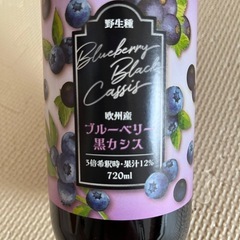 野生種
Blueberry
Black
Cassis
欧州産
ブルーベリー
黒カシス
3倍希釈時・果汁12%
720ml